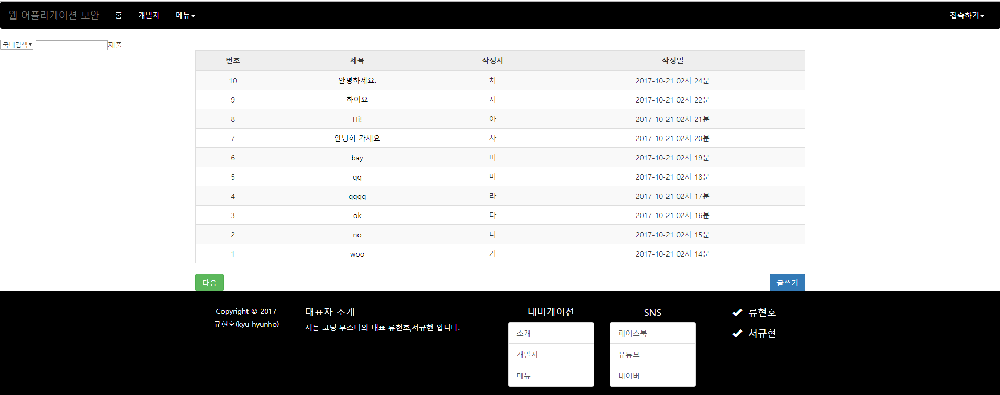 웹 어플리케이션 보안 홈 개발자 메뉴 접속하기
국내검색 제출
번호 제목 작성자 작성일
10 안녕하세요. 차 2017-10-21 02시 24분
9 하이요 자 2017-10-21 02시 22분
8 Hi! 아 2017-10-21 02시 21분
7 안녕히 가세요 사 2017-10-21 02시 20분
6 bay 바 2017-10-21 02시 19분
5 qq 마 2017-10-21 02시 18분
4 qqqq 라 2017-10-21 02시 17분
3 ok 다 2017-10-21 02시 16분
2 no 나 2017-10-21 02시 15분
1 woo 가 2017-10-21 02시 14분
다음 글쓰기
Copyright © 2017
규현호(kyu hyunho)
대표자 소개
저는 코딩 부스터의 대표 류현호,서규현 입니다.
네비게이션
소개
개발자
메뉴
SNS
페이스북
유튜브
네이버
류현호
서규현